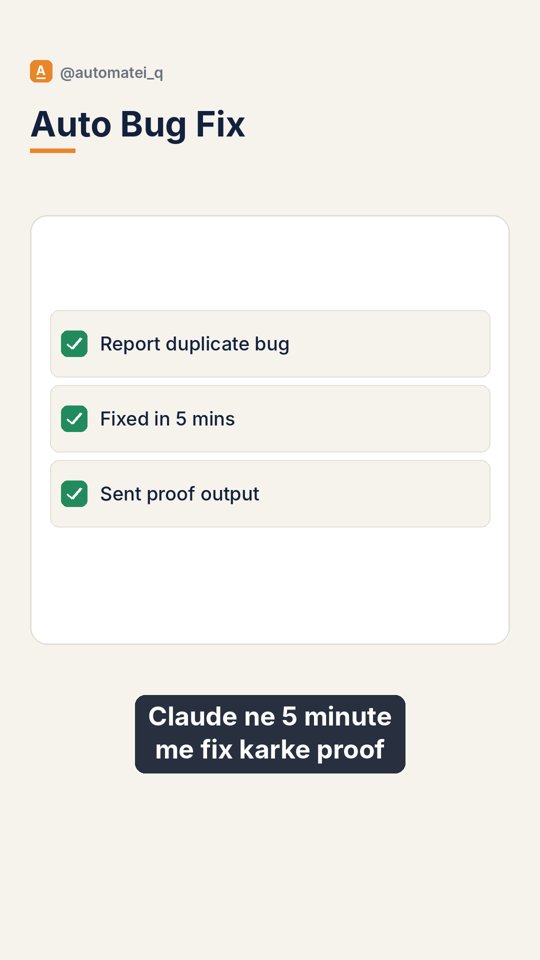 A
@automatei_q
Auto Bug Fix
Report duplicate bug
Fixed in 5 mins
Sent proof output
Claude ne 5 minute
me fix karke proof